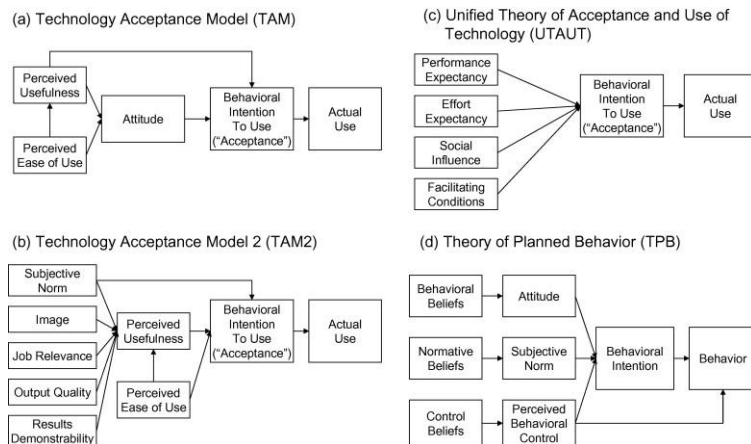 (a) Technology Acceptance Model (TAM)
Perceived
Usefulness
Perceived
Ease of Use
Attitude
Behavioral
Intention
To Use
(“Acceptance”)
Actual
Use
(b) Technology Acceptance Model 2 (TAM2)
Subjective
Norm
Image
Job Relevance
Output Quality
Results
Demonstrability
Perceived
Usefulness
Perceived
Ease of Use
Behavioral
Intention
To Use
(“Acceptance”)
Actual
Use
(c) Unified Theory of Acceptance and Use of
Technology (UTAUT)
Performance
Expectancy
Effort
Expectancy
Social
Influence
Facilitating
Conditions
Behavioral
Intention
To Use
(“Acceptance”)
Actual
Use
(d) Theory of Planned Behavior (TPB)
Behavioral
Beliefs
Attitude
Normative
Beliefs
Subjective
Norm
Control
Beliefs
Perceived
Behavioral
Control
Behavioral
Intention
Behavior